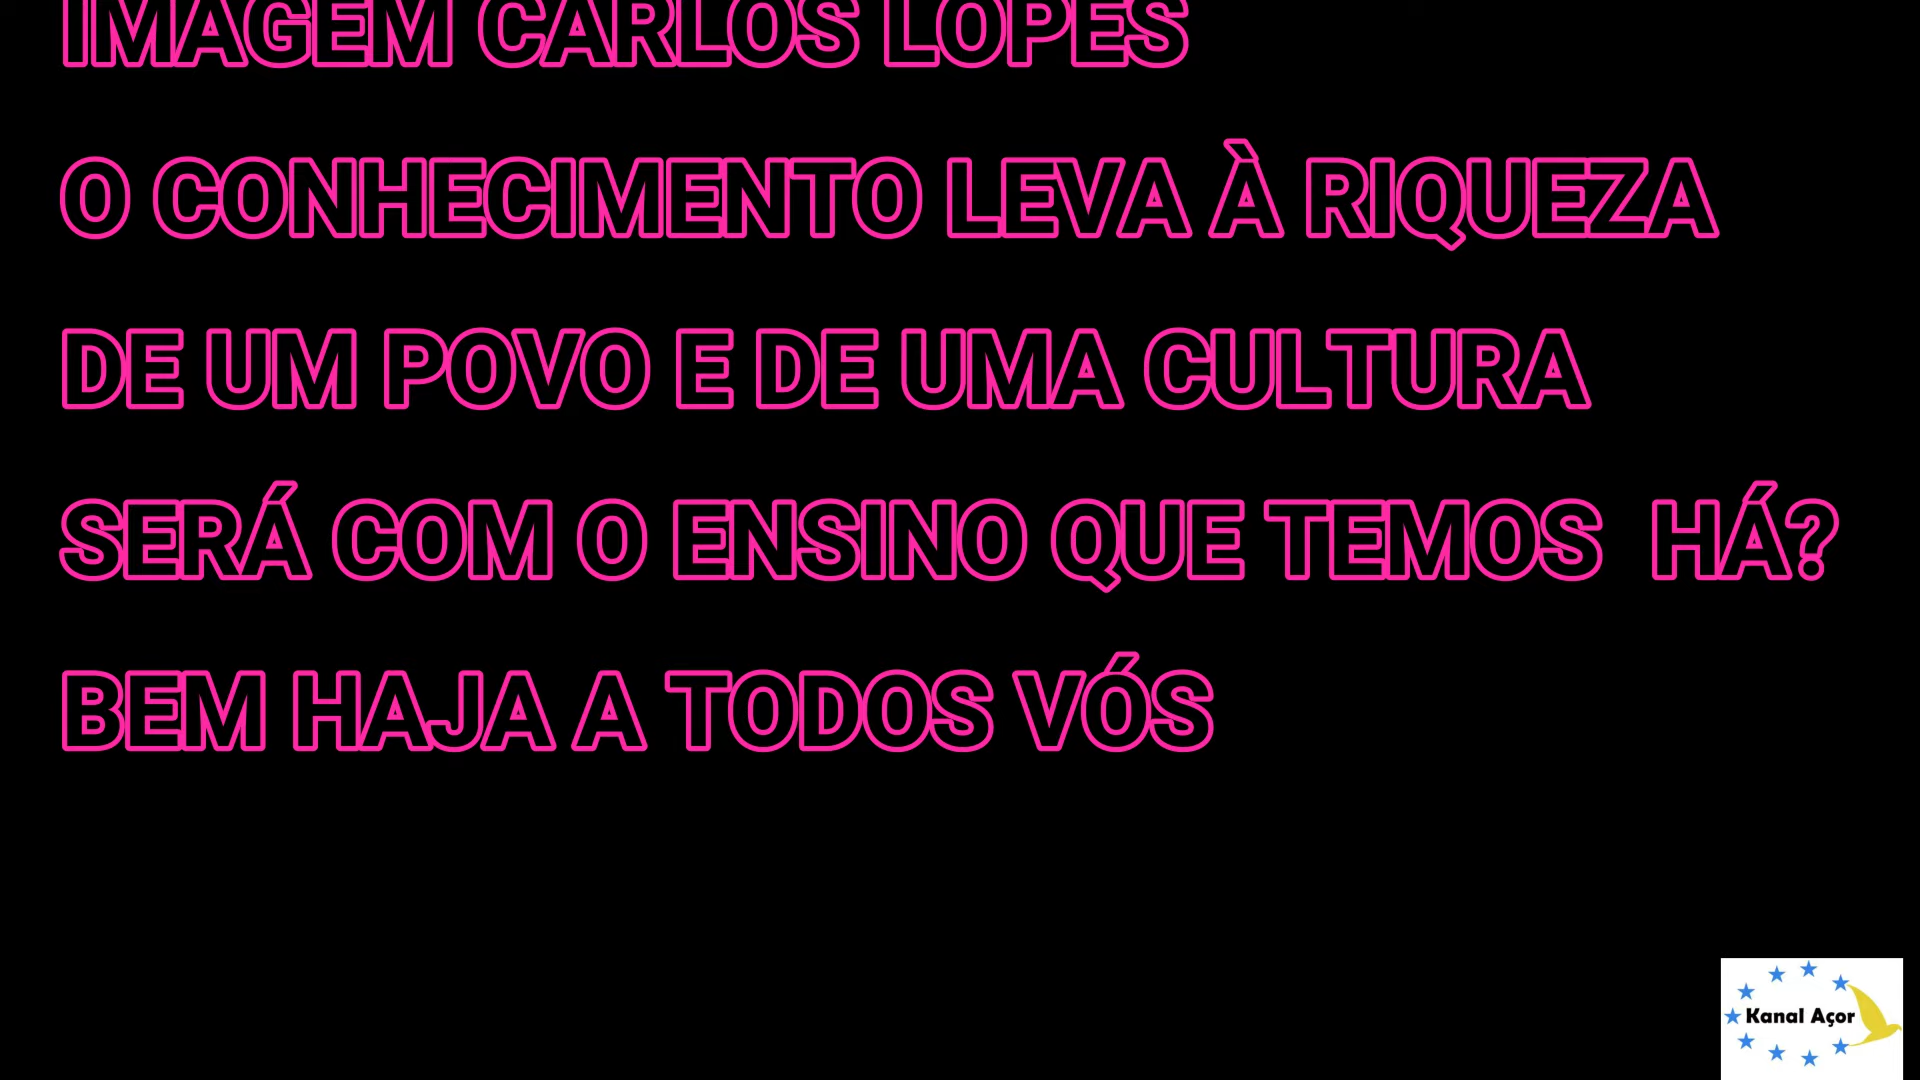 IMAGEM CARLOS LOPES
O CONHECIMENTO LEVA À RIQUEZA
DE UM POVO E DE UMA CULTURA
SERÁ COM O ENSINO QUE TEMOS  HÁ?
BEM HAJA A TODOS VÓS
Kanal Açor